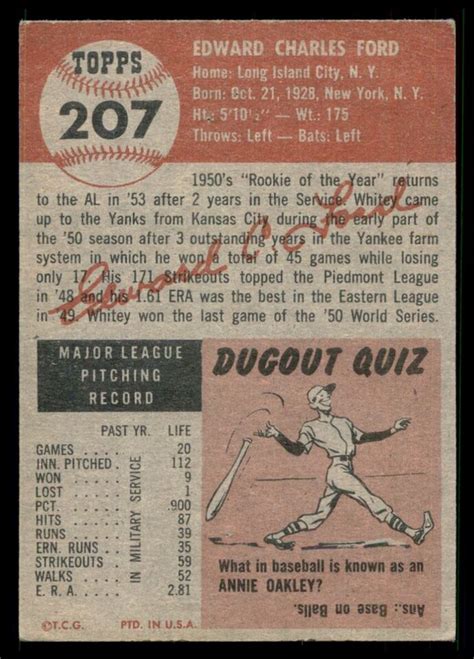 TOPPS
207
EDWARD CHARLES FORD
Home: Long Island City, N. Y.
Born: Oct. 21, 1928, New York, N. Y.
Ht: 5'10½" — Wt.: 175
Throws: Left – Bats: Left
1950's "Rookie of the Year" returns
to the AL in '53 after 2 years in the Service. Whitey came
up to the Yanks from Kansas City during the early part of
the '50 season after 3 outstanding years in the Yankee farm
system in which he won a total of 45 games while losing
only 17. His 171 Strikeouts topped the Piedmont League
in '48 and his 1.61 ERA was the best in the Eastern League
in '49. Whitey won the last game of the '50 World Series.
Edward C. Ford
MAJOR LEAGUE
PITCHING
RECORD
PAST YR. LIFE
GAMES 20
INN. PITCHED 112
WON 9
LOST 1
PCT. .900
HITS 87
RUNS 39
ERN. RUNS 35
STRIKEOUTS 59
WALKS 52
E. R. A. 2.81
IN MILITARY SERVICE
DUGOUT QUIZ
What in baseball is known as an
ANNIE OAKLEY?
Ans.: Base on Balls.
©T.C.G. PTD. IN U.S.A.